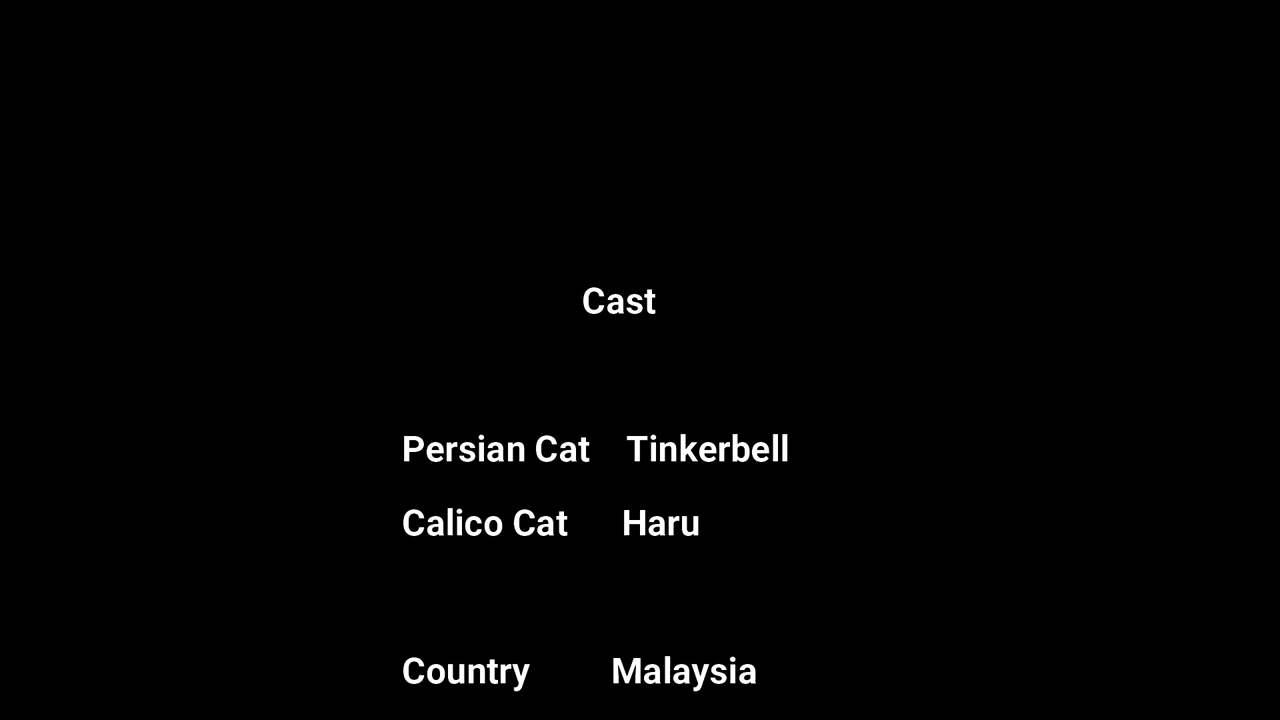 Cast
Persian Cat Tinkerbell
Calico Cat Haru
Country Malaysia